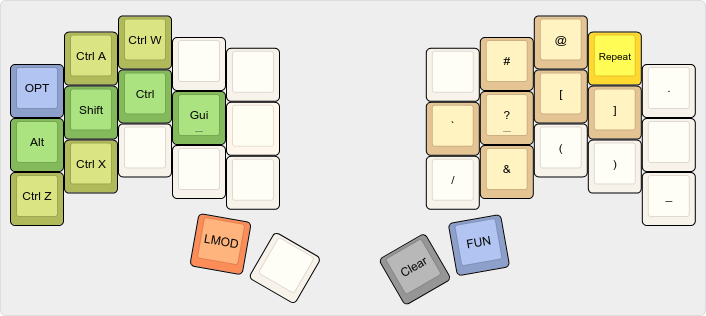 OPT
Ctrl A
Ctrl W
Alt
Shift
Ctrl
Gui
_
Ctrl Z
Ctrl X
LMOD
#
@
Repeat
.
`
?
_
[
]
/
&
(
)
_
Clear
FUN